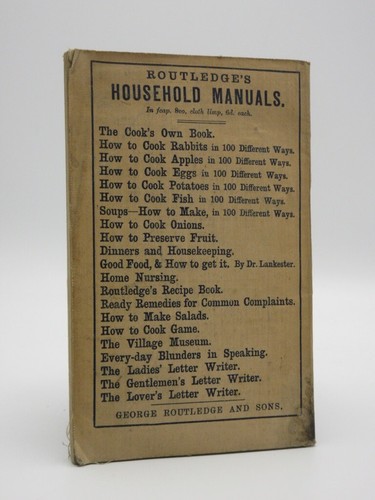 ROUTLEDGE'S
HOUSEHOLD MANUALS.
In fcap. 8vo, cloth limp, 6d. each.
The Cook's Own Book.
How to Cook Rabbits in 100 Different Ways.
How to Cook Apples in 100 Different Ways.
How to Cook Eggs in 100 Different Ways.
How to Cook Potatoes in 100 Different Ways.
How to Cook Fish in 100 Different Ways.
Soups—How to Make, in 100 Different Ways.
How to Cook Onions.
How to Preserve Fruit.
Dinners and Housekeeping.
Good Food, & How to get it. By Dr. Lankester.
Home Nursing.
Routledge's Recipe Book.
Ready Remedies for Common Complaints.
How to Make Salads.
How to Cook Game.
The Village Museum.
Every-day Blunders in Speaking.
The Ladies' Letter Writer.
The Gentlemen's Letter Writer.
The Lover's Letter Writer.
GEORGE ROUTLEDGE AND SONS.